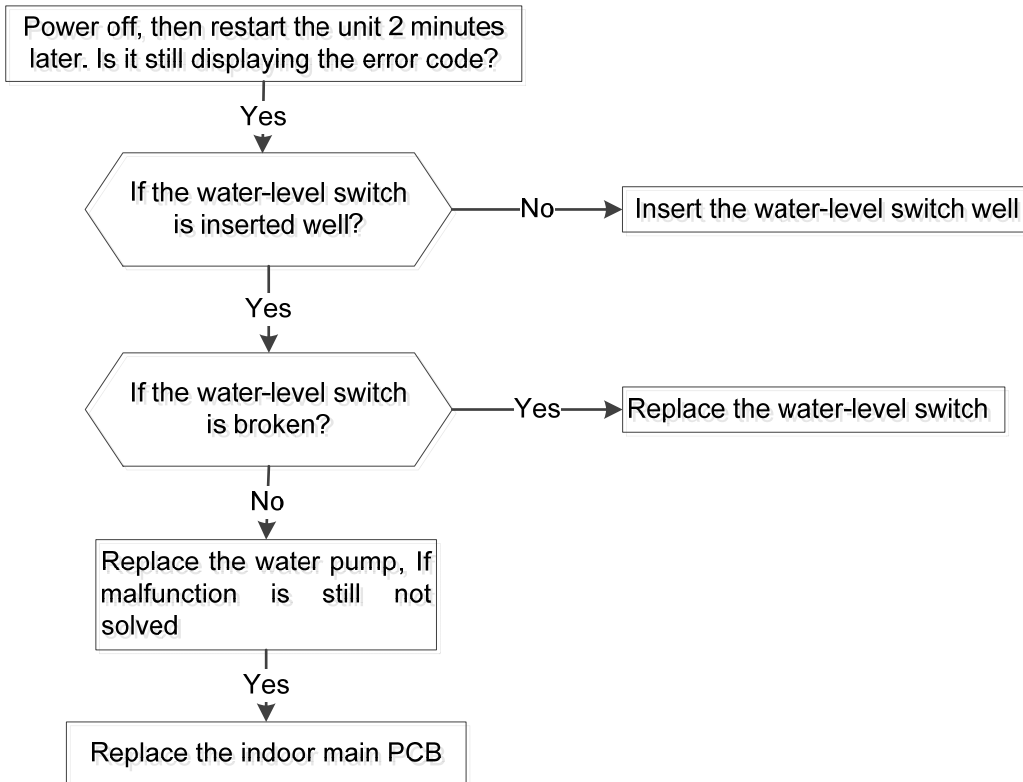 Power off, then restart the unit 2 minutes
later. Is it still displaying the error code?
Yes
If the water-level switch
is inserted well?
No
Insert the water-level switch well
Yes
If the water-level switch
is broken?
Yes
Replace the water-level switch
No
Replace the water pump, If
malfunction is still not
solved
Yes
Replace the indoor main PCB